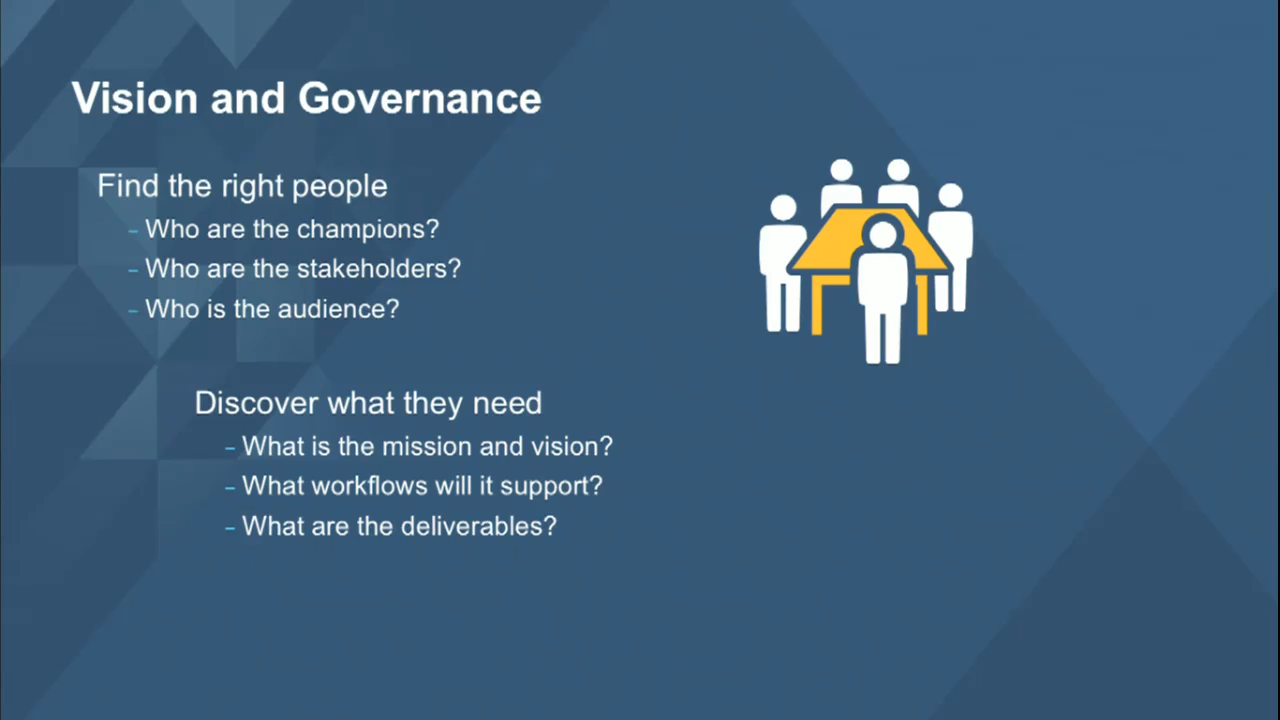 Vision and Governance
Find the right people
- Who are the champions?
- Who are the stakeholders?
- Who is the audience?
Discover what they need
- What is the mission and vision?
- What workflows will it support?
- What are the deliverables?